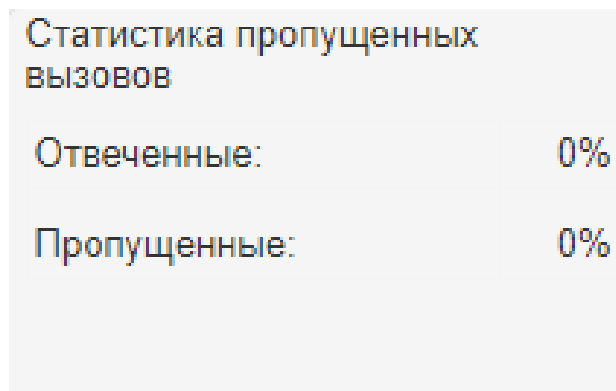 Статистика пропущенных
вызовов
Отвеченные: 0%
Пропущенные: 0%